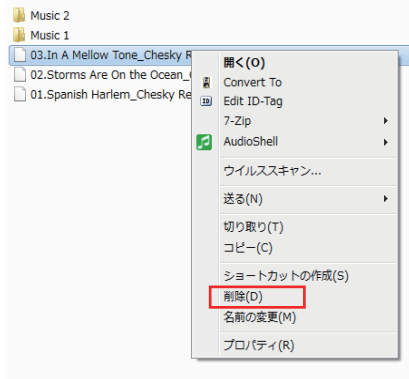 Music 2
Music 1
03.In A Mellow Tone_Chesky R
02.Storms Are On the Ocean_
01.Spanish Harlem_Chesky Re
開く(O)
Convert To
ID
Edit ID-Tag
7-Zip
AudioShell
ウイルススキャン...
送る(N)
切り取り(T)
コピー(C)
ショートカットの作成(S)
削除(D)
名前の変更(M)
プロパティ(R)